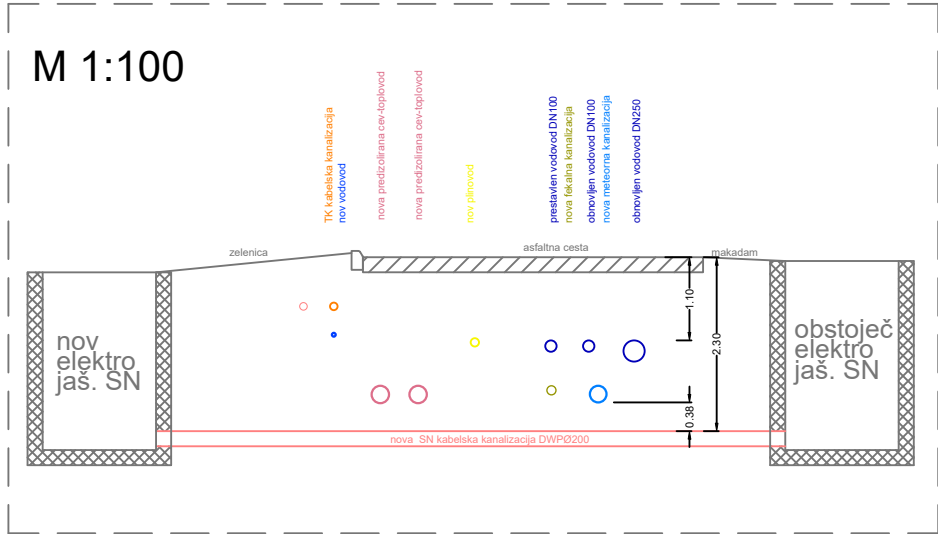 M 1:100
TK kabelska kanalizacija
nov vodovod
nova predizolirana cev-toplovod
nova predizolirana cev-toplovod
nov plinovod
prestavlen vodovod DN100
nova fekalna kanalizacija
obnovljen vodovod DN100
nova meteorna kanalizacija
obnovljen vodovod DN250
zelenica
asfaltna cesta
makadam
1.10
2.30
0.38
nov
elektro
jaš. SN
obstoječ
elektro
jaš. SN
nova SN kabelska kanalizacija DWPØ200